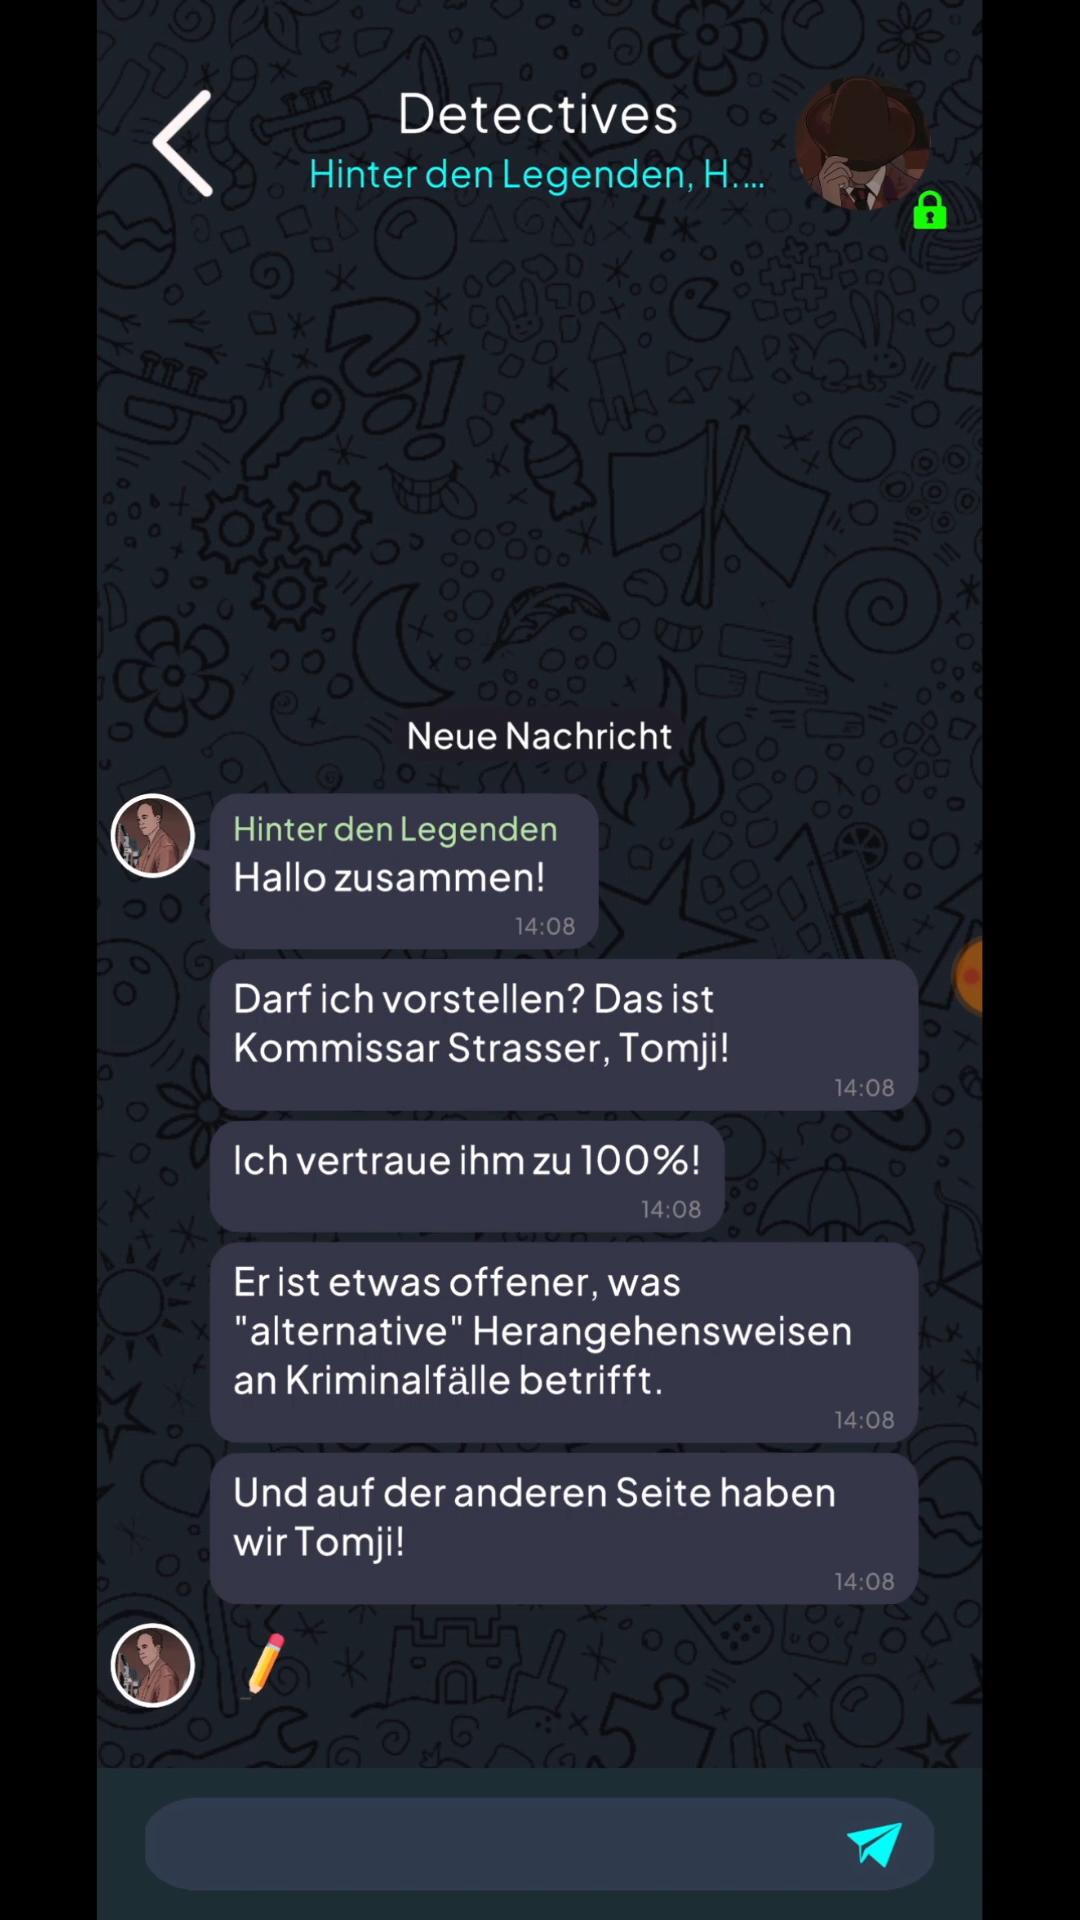 Detectives
Hinter den Legenden, H....
Neue Nachricht
Hinter den Legenden
Hallo zusammen!
14:08
Darf ich vorstellen? Das ist
Kommissar Strasser, Tomji!
14:08
Ich vertraue ihm zu 100%!
14:08
Er ist etwas offener, was
"alternative" Herangehensweisen
an Kriminalfälle betrifft.
14:08
Und auf der anderen Seite haben
wir Tomji!
14:08